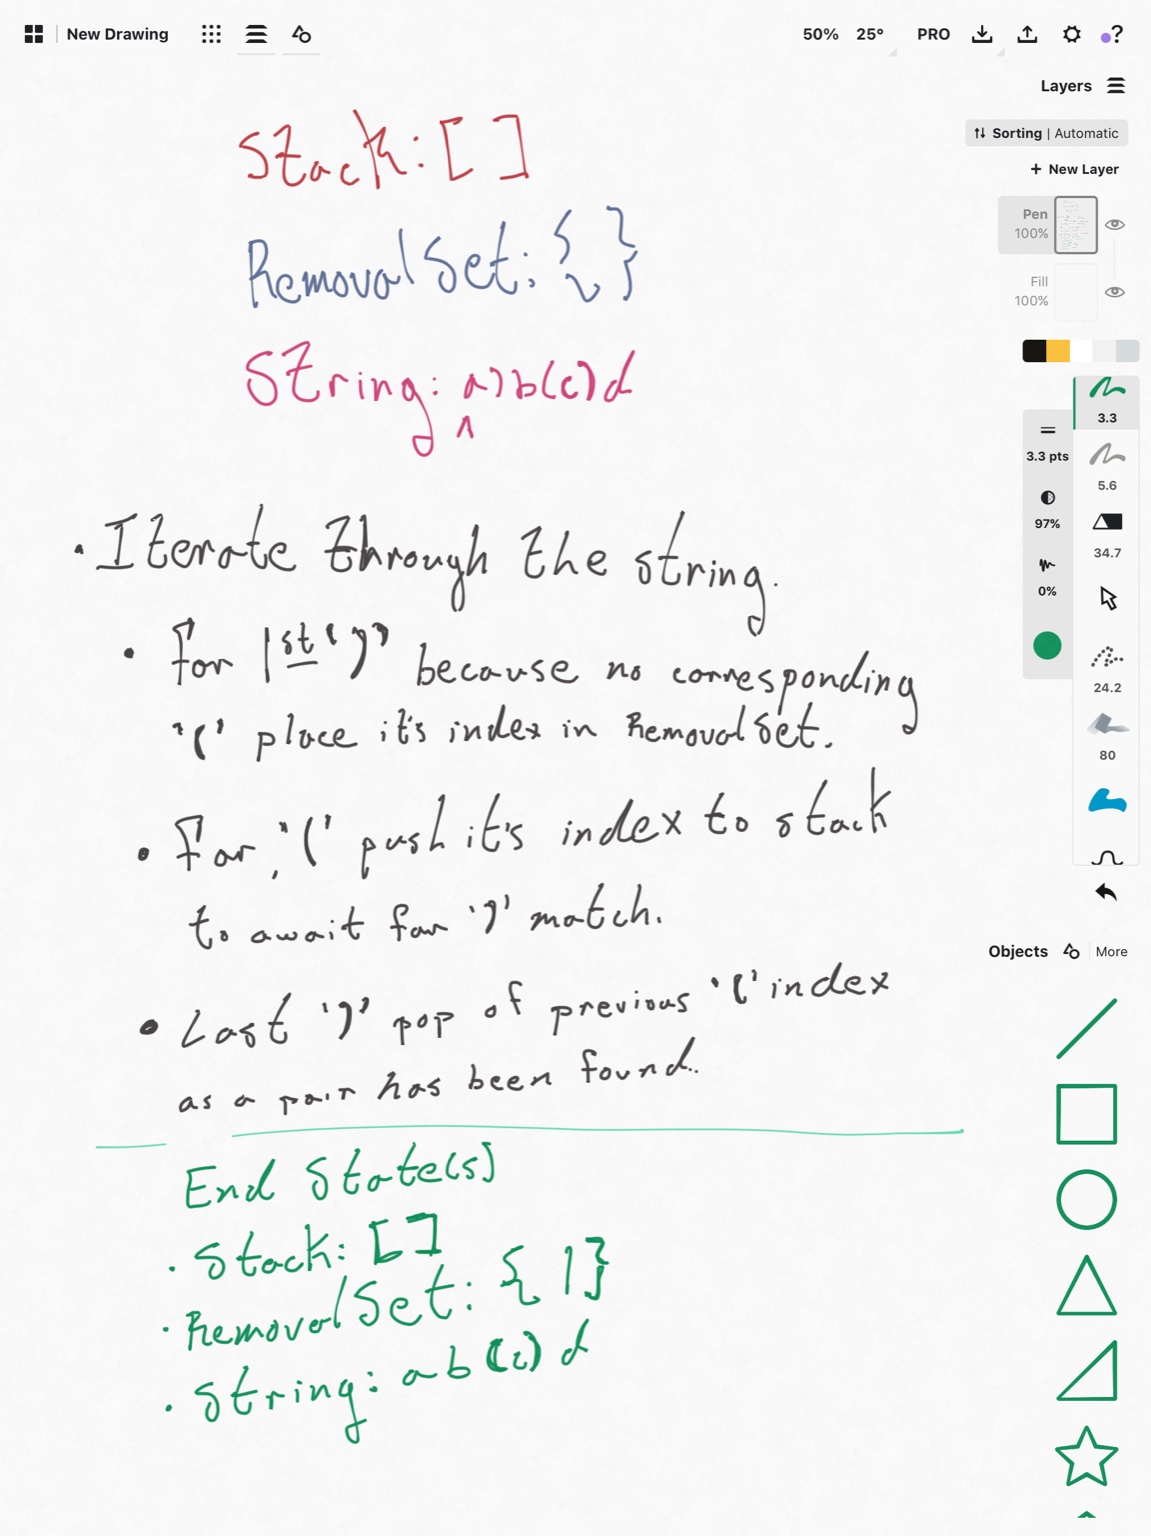 New Drawing
50% 25° PRO ?
Layers
Sorting | Automatic
+ New Layer
Pen
100%
Fill
100%
3.3
3.3 pts
5.6
97%
34.7
0%
24.2
80
Objects More
Stack: [ ]
RemovalSet: { }
String: a)b(c)d
^
• Iterate through the string.
• for 1st ')' because no corresponding
'(' place it's index in RemovalSet.
• For, '(' push it's index to stack
to await for ')' match.
• Last ')' pop of previous '(' index
as a pair has been found..
End State(s)
• Stack: [ ]
• RemovalSet: { 1}
• String: ab(c)d